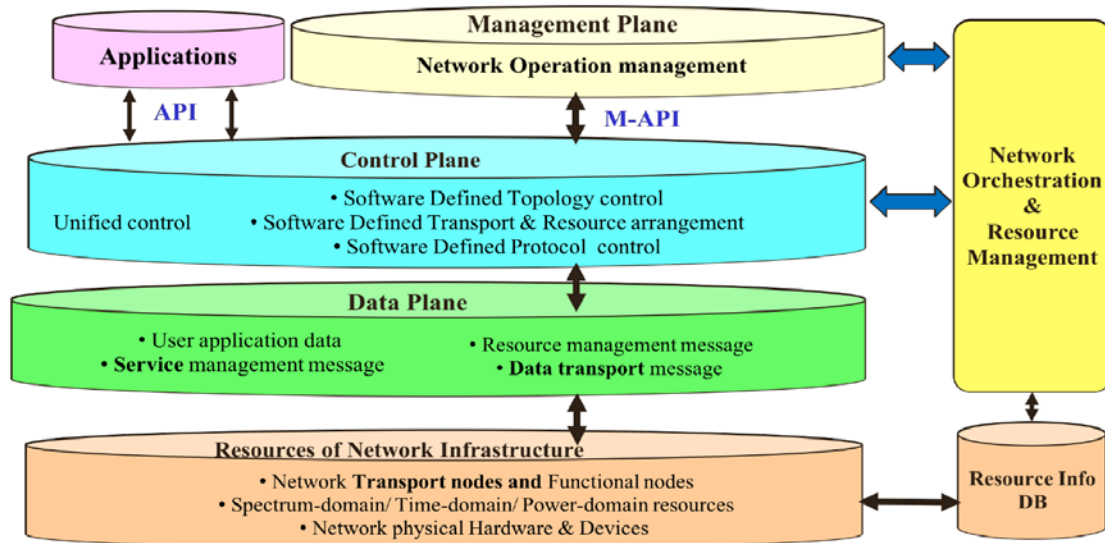 Applications
Management Plane
Network Operation management
API
M-API
Control Plane
Unified control
• Software Defined Topology control
• Software Defined Transport & Resource arrangement
• Software Defined Protocol control
Data Plane
• User application data
• Service management message
• Resource management message
• Data transport message
Resources of Network Infrastructure
• Network Transport nodes and Functional nodes
• Spectrum-domain/ Time-domain/ Power-domain resources
• Network physical Hardware & Devices
Network
Orchestration
&
Resource
Management
Resource Info
DB